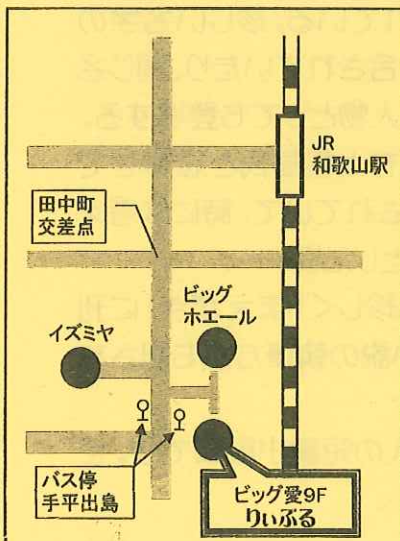 JR
和歌山駅
田中町
交差点
ビッグ
ホエール
イズミヤ
バス停
手平出島
ビッグ愛9F
りぃぶる